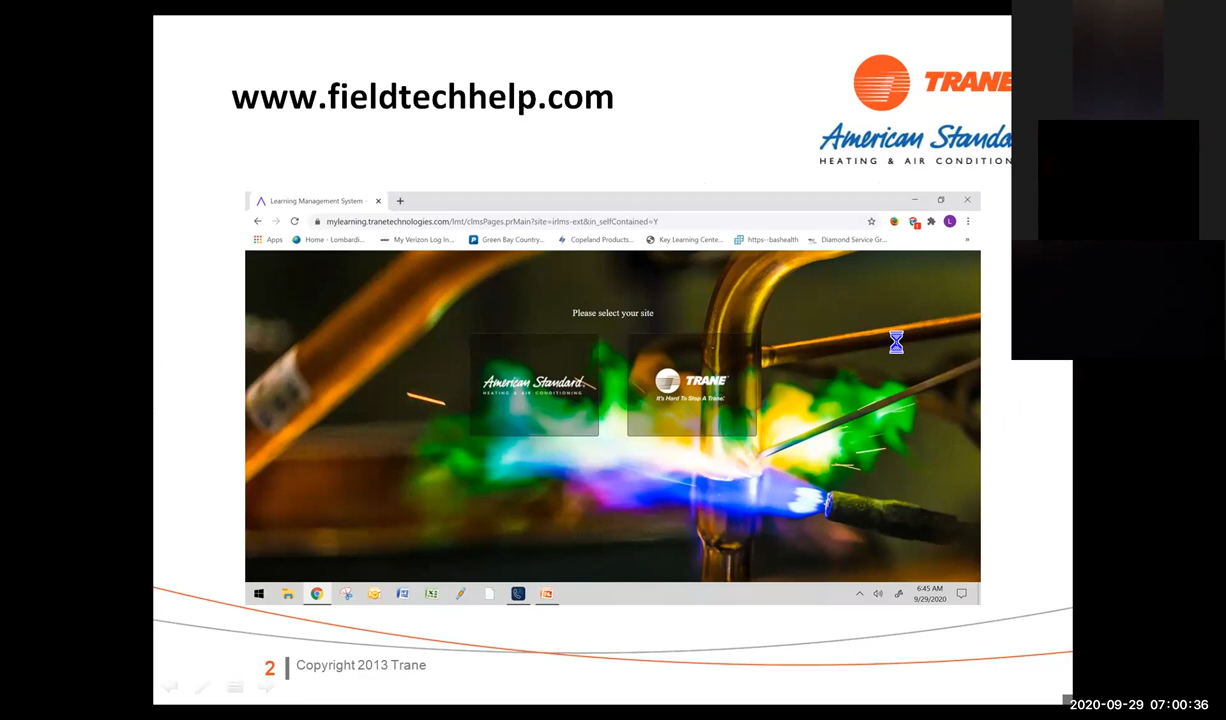 www.fieldtechhelp.com
TRANE
American Standa
HEATING & AIR CONDITION
Learning Management System
mylearning.tranetechnologies.com/lmt/clmsPages.prMain?site=irlms-ext&in_selfContained=Y
Apps Home - Lombardi... My Verizon Log In... Green Bay Country... Copeland Products... Key Learning Cente... https--bashealth Diamond Service Gr... »
Please select your site
American Standard
HEATING & AIR CONDITIONING
TRANE
It's Hard To Stop A Trane.
6:45 AM
9/29/2020
2 Copyright 2013 Trane
2020-09-29 07:00:36